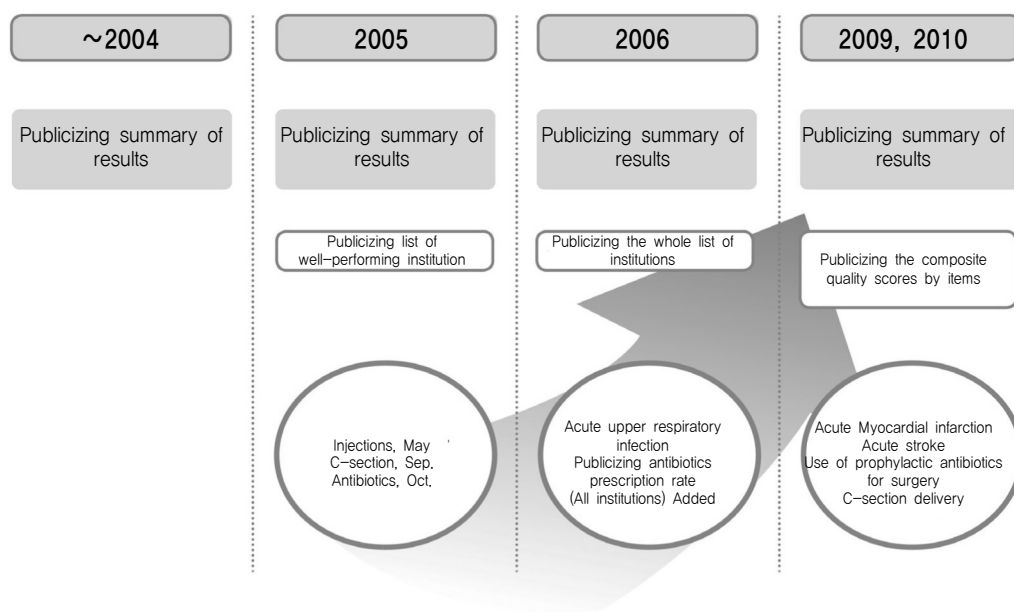 ~2004
2005
2006
2009, 2010
Publicizing summary of
results
Publicizing summary of
results
Publicizing summary of
results
Publicizing summary of
results
Publicizing list of
well-performing institution
Publicizing the whole list of
institutions
Publicizing the composite
quality scores by items
Injections, May '
C-section, Sep.
Antibiotics, Oct.
Acute upper respiratory
infection
Publicizing antibiotics
prescription rate
(All institutions) Added
Acute Myocardial infarction
Acute stroke
Use of prophylactic antibiotics
for surgery
C-section delivery